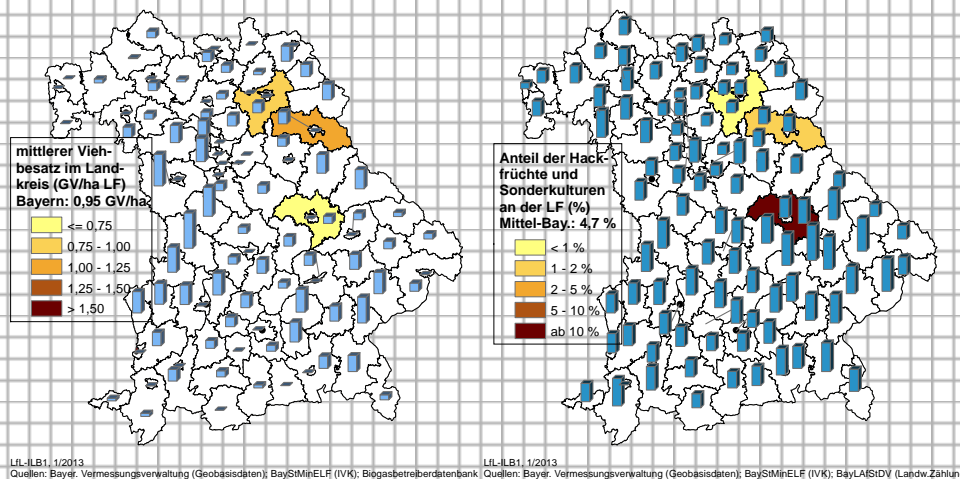 mittlerer Vieh-
besatz im Land-
kreis (GV/ha LF)
Bayern: 0,95 GV/ha
<= 0.75
0.75 - 1.00
1,00 - 1.25
1,25 - 1,50
> 1,50
LfL-ILB1, 1/2013
Quellen: Bayer. Vermessungsverwaltung (Geobasisdaten); BayStMinELF (IVK); Biogasbetreiberdatenbank
Anteil der Hack-
früchte und
Sonderkulturen
an der LF (%)
Mittel-Bay.: 4,7 %
< 1 %
1 - 2 %
2 - 5 %
5 - 10 %
ab 10 %
LfL-ILB1, 1/2013
Quellen: Bayer. Vermessungsverwaltung (Geobasisdaten); BayStMinELF (IVK); BayLAfStDV (Landw.Zählun